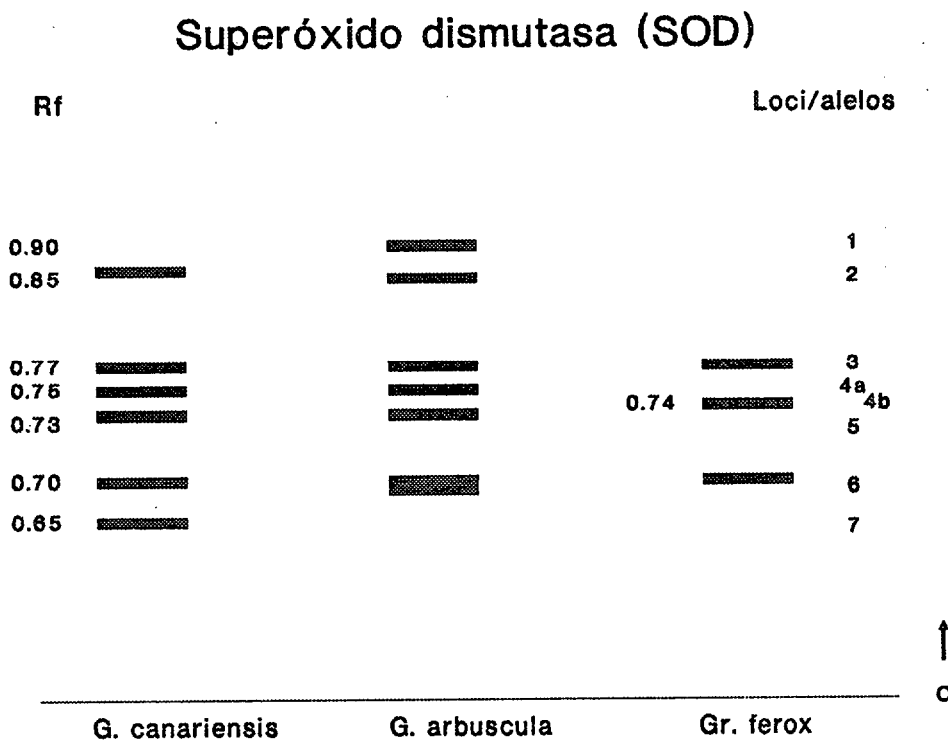 Superóxido dismutasa (SOD)
Rf
Loci/alelos
0.90
1
0.85
2
0.77
3
0.75
4a
0.74
4b
0.73
5
0.70
6
0.65
7
G. canariensis
G. arbuscula
Gr. ferox